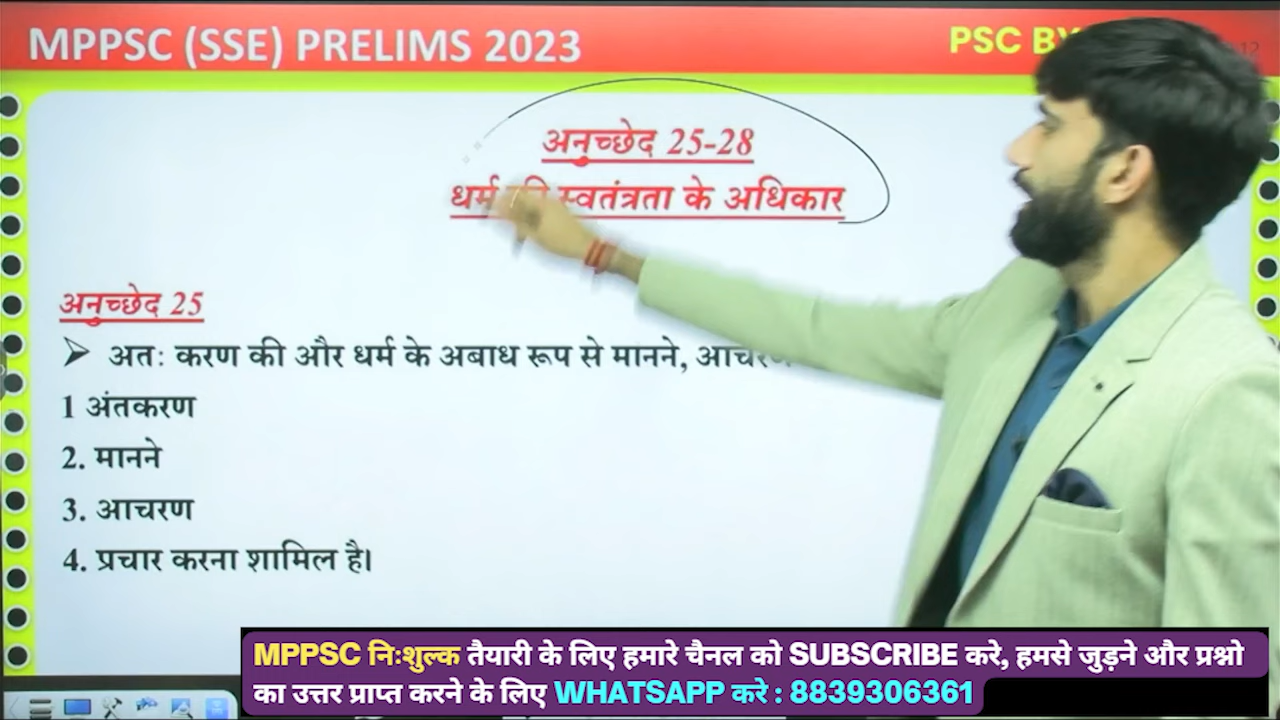 MPPSC (SSE) PRELIMS 2023
PSC BY
अनुच्छेद 25-28
धर्म की स्वतंत्रता के अधिकार
अनुच्छेद 25
➢ अतः करण की और धर्म के अबाध रूप से मानने, आचरण
1 अंतकरण
2. मानने
3. आचरण
4. प्रचार करना शामिल है।
MPPSC निःशुल्क तैयारी के लिए हमारे चैनल को SUBSCRIBE करे, हमसे जुड़ने और प्रश्नो
का उत्तर प्राप्त करने के लिए WHATSAPP करे : 8839306361